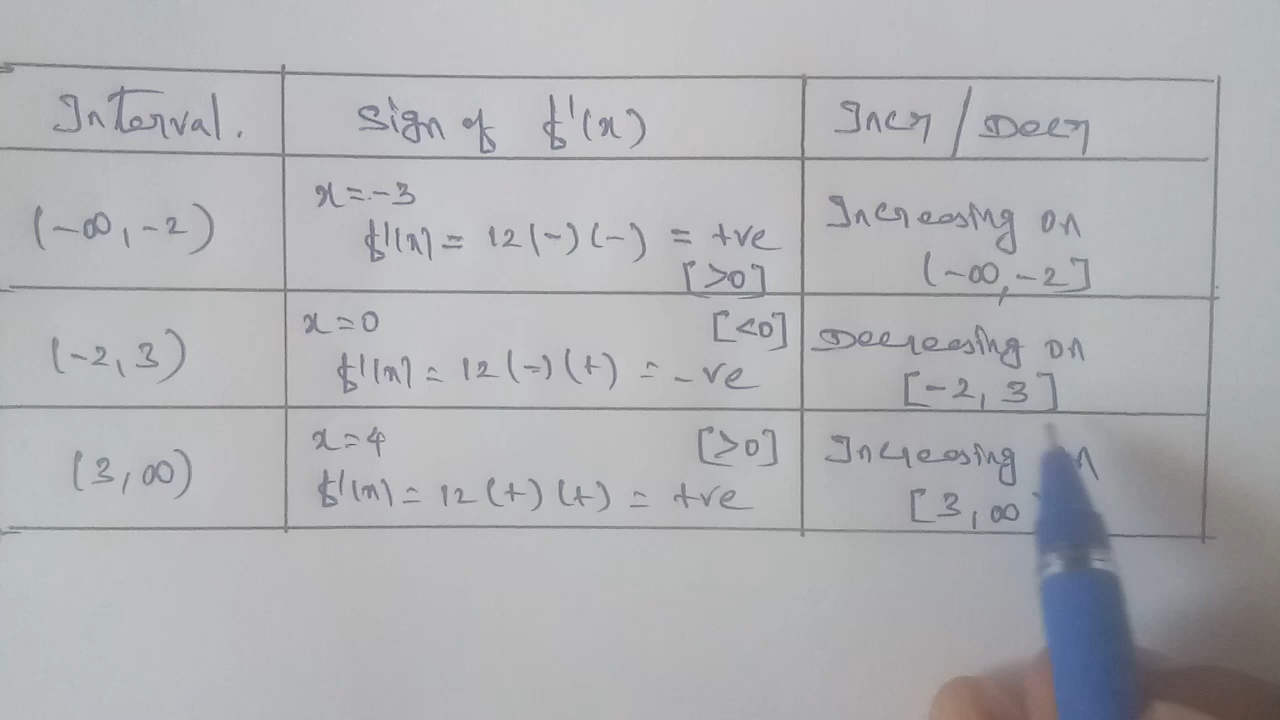 Interval. Sign of f'(x) Incr / Decr
(-∞, -2) x = -3 Increasing on
f'(x) = 12 (-) (-) = +ve (-∞, -2]
[>0]
(-2, 3) x = 0 [<0] Decreasing on
f'(x) = 12 (-) (+) = -ve [-2, 3]
(3, ∞) x = 4 [>0] Increasing
f'(x) = 12 (+) (+) = +ve [3, ∞